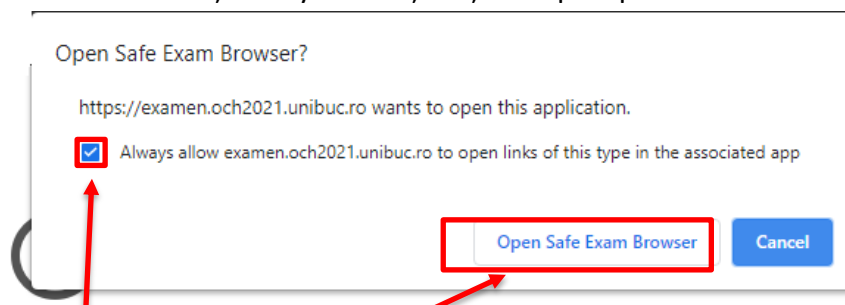 Open Safe Exam Browser?
https://examen.och2021.unibuc.ro wants to open this application.
Always allow examen.och2021.unibuc.ro to open links of this type in the associated app
Open Safe Exam Browser
Cancel